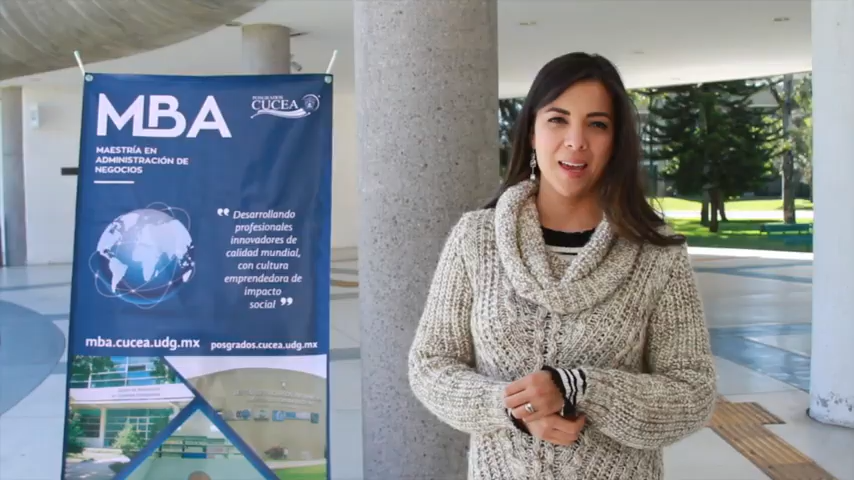 MBA
MAESTRÍA EN
ADMINISTRACIÓN DE
NEGOCIOS
POSGRADOS
CUCEA
"Desarrollando
profesionales
innovadores de
calidad mundial,
con cultura
emprendedora de
impacto
social"
mba.cucea.udg.mx
posgrados.cucea.udg.mx